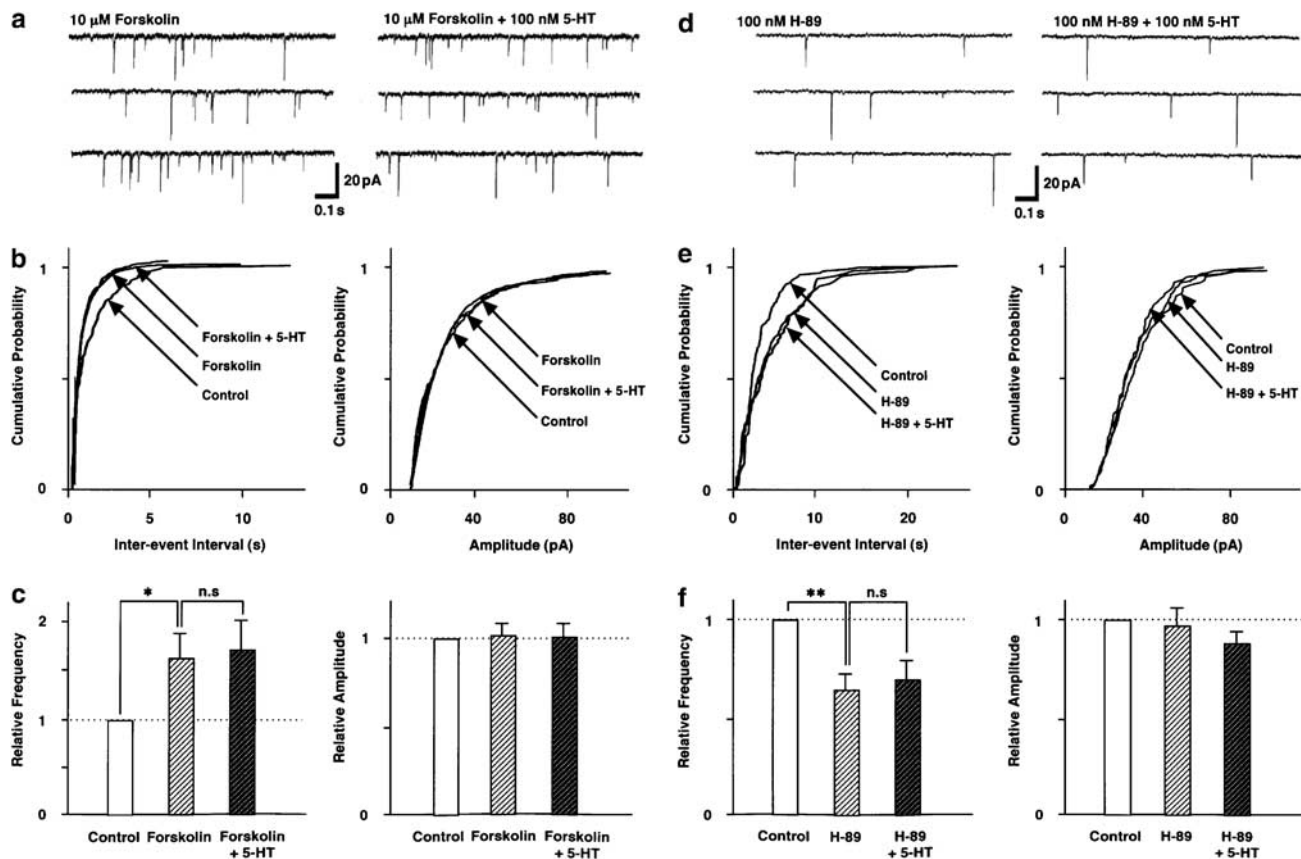 a
10 μM Forskolin
10 μM Forskolin + 100 nM 5-HT
20 pA
0.1 s
b
Cumulative Probability
1
0
Forskolin + 5-HT
Forskolin
Control
0
5
10
Inter-event Interval (s)
Cumulative Probability
1
0
Forskolin
Forskolin + 5-HT
Control
0
40
80
Amplitude (pA)
c
Relative Frequency
2
1
0
*
n.s
Control
Forskolin
Forskolin
+ 5-HT
Relative Amplitude
1
0
Control
Forskolin
Forskolin
+ 5-HT
d
100 nM H-89
100 nM H-89 + 100 nM 5-HT
20 pA
0.1 s
e
Cumulative Probability
1
0
Control
H-89
H-89 + 5-HT
0
10
20
Inter-event Interval (s)
Cumulative Probability
1
0
Control
H-89
H-89 + 5-HT
0
40
80
Amplitude (pA)
f
Relative Frequency
1
0
**
n.s
Control
H-89
H-89
+ 5-HT
Relative Amplitude
1
0
Control
H-89
H-89
+ 5-HT